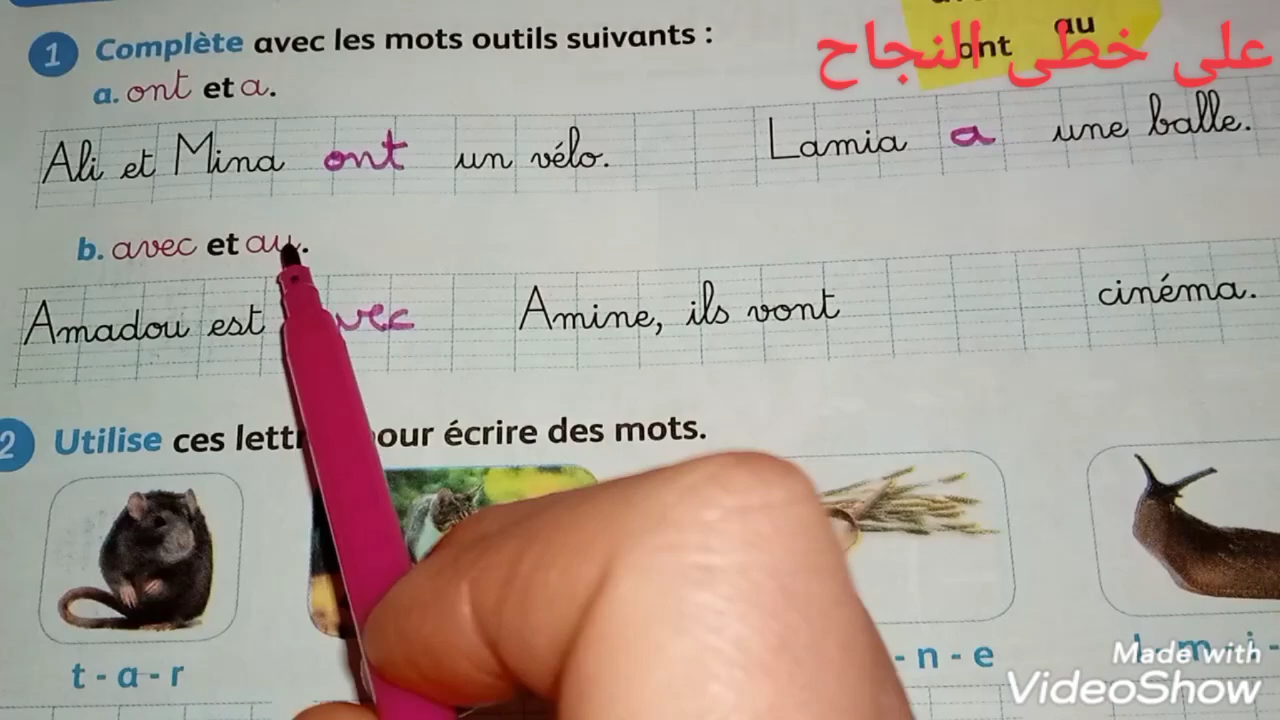 1 Complète avec les mots outils suivants :
ont au
على خطى النجاح
a. ont et a.
Ali et Mina ont un vélo. Lamia a une balle.
b. avec et au.
Amadou est vec Amine, ils vont cinéma.
2 Utilise ces lett our écrire des mots.
t - a - r
- n - e
Made with
VideoShow